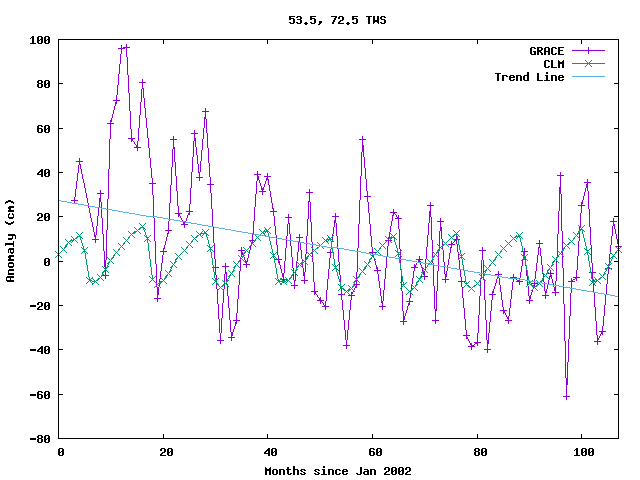 53.5, 72.5 TWS
GRACE
CLM
Trend Line
Anomaly (cm)
100
80
60
40
20
0
-20
-40
-60
-80
0 20 40 60 80 100
Months since Jan 2002